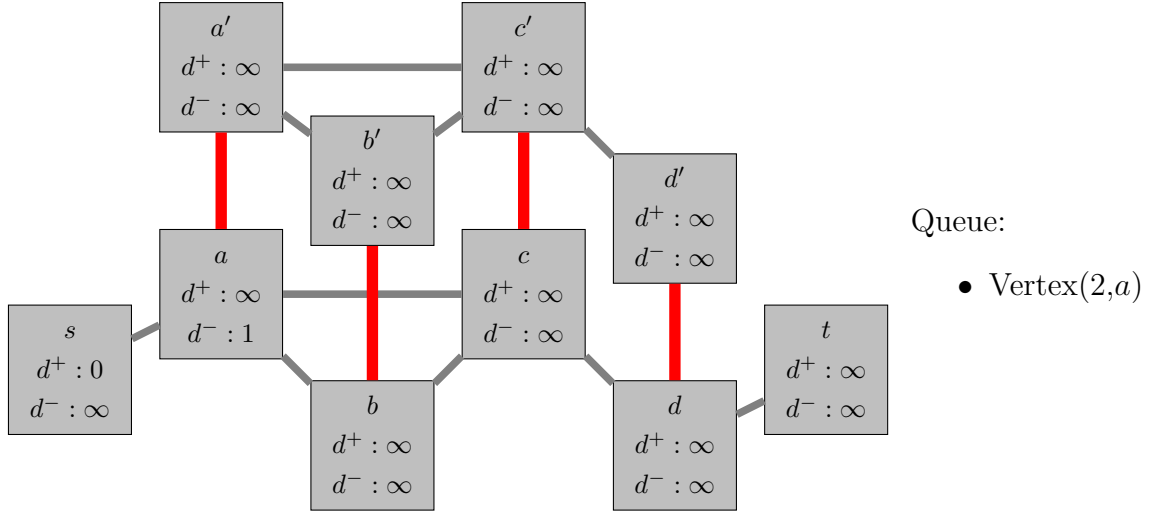 a′
d⁺ : ∞
d⁻ : ∞
c′
d⁺ : ∞
d⁻ : ∞
b′
d⁺ : ∞
d⁻ : ∞
d′
d⁺ : ∞
d⁻ : ∞
a
d⁺ : ∞
d⁻ : 1
c
d⁺ : ∞
d⁻ : ∞
s
d⁺ : 0
d⁻ : ∞
b
d⁺ : ∞
d⁻ : ∞
d
d⁺ : ∞
d⁻ : ∞
t
d⁺ : ∞
d⁻ : ∞
Queue:
• Vertex(2,a)